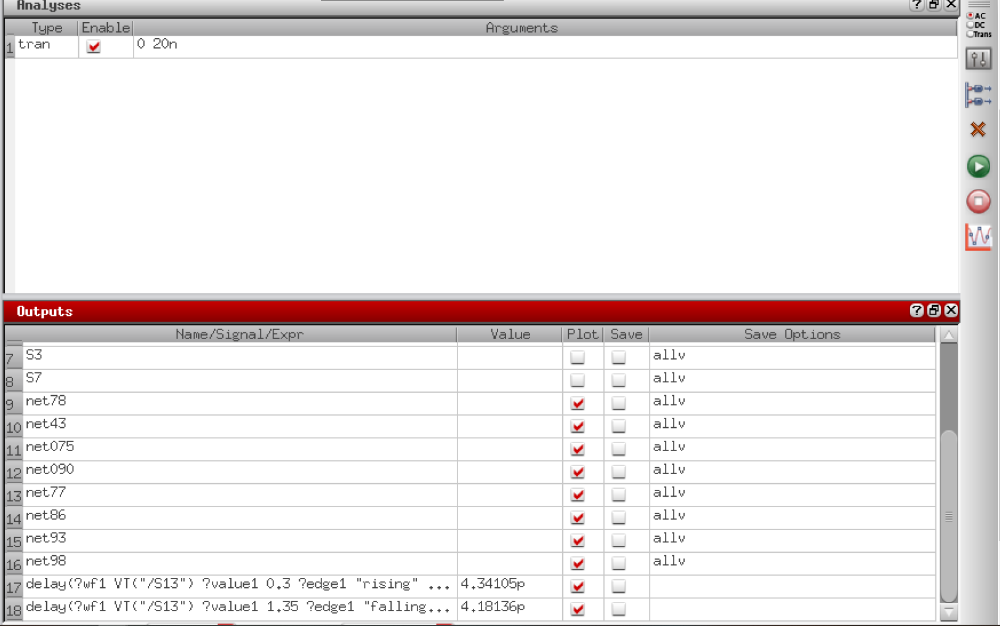 Analyses
Type Enable Arguments
1 tran 0 20n
AC
DC
Trans
Outputs
Name/Signal/Expr Value Plot Save Save Options
7 S3 allv
8 S7 allv
9 net78 allv
10 net43 allv
11 net075 allv
12 net090 allv
13 net77 allv
14 net86 allv
15 net93 allv
16 net98 allv
17 delay(?wf1 VT("/S13") ?value1 0.3 ?edge1 "rising" ... 4.34105p
18 delay(?wf1 VT("/S13") ?value1 1.35 ?edge1 "falling... 4.18136p